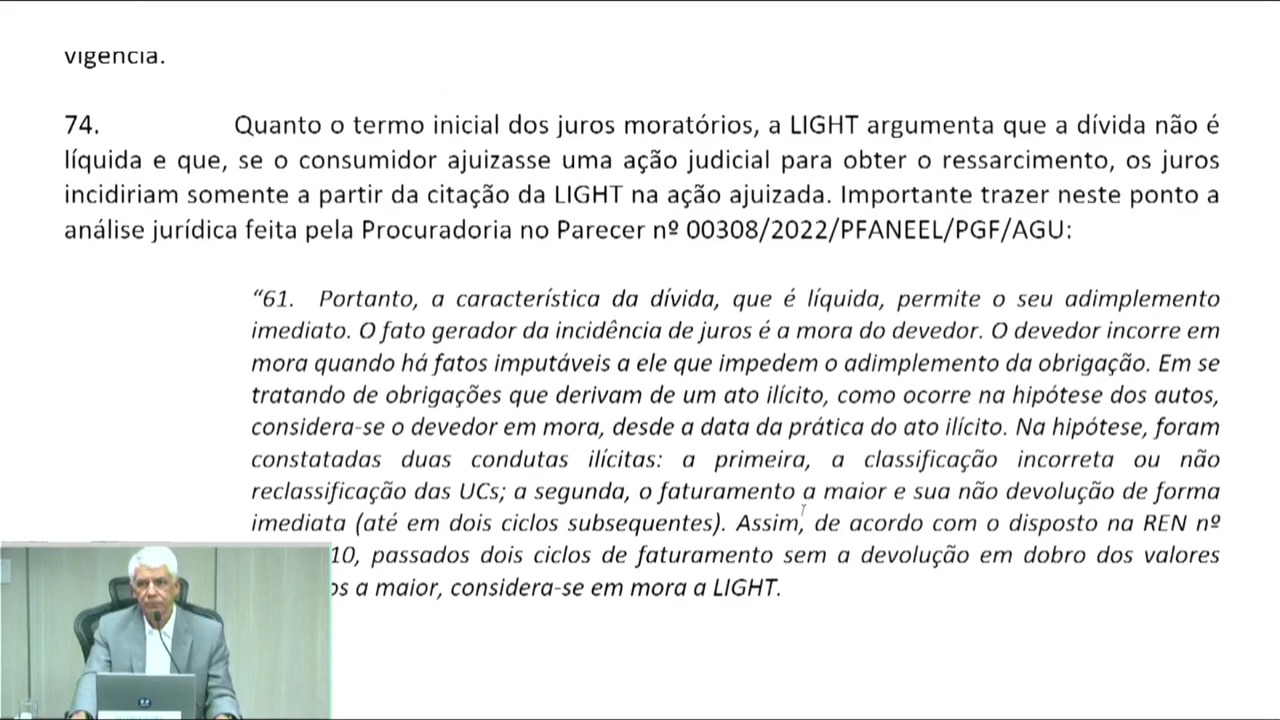 vigência.
74. Quanto o termo inicial dos juros moratórios, a LIGHT argumenta que a dívida não é
líquida e que, se o consumidor ajuizasse uma ação judicial para obter o ressarcimento, os juros
incidiriam somente a partir da citação da LIGHT na ação ajuizada. Importante trazer neste ponto a
análise jurídica feita pela Procuradoria no Parecer nº 00308/2022/PFANEEL/PGF/AGU:
“61. Portanto, a característica da dívida, que é líquida, permite o seu adimplemento
imediato. O fato gerador da incidência de juros é a mora do devedor. O devedor incorre em
mora quando há fatos imputáveis a ele que impedem o adimplemento da obrigação. Em se
tratando de obrigações que derivam de um ato ilícito, como ocorre na hipótese dos autos,
considera-se o devedor em mora, desde a data da prática do ato ilícito. Na hipótese, foram
constatadas duas condutas ilícitas: a primeira, a classificação incorreta ou não
reclassificação das UCs; a segunda, o faturamento a maior e sua não devolução de forma
imediata (até em dois ciclos subsequentes). Assim, de acordo com o disposto na REN nº
10, passados dois ciclos de faturamento sem a devolução em dobro dos valores
os a maior, considera-se em mora a LIGHT.